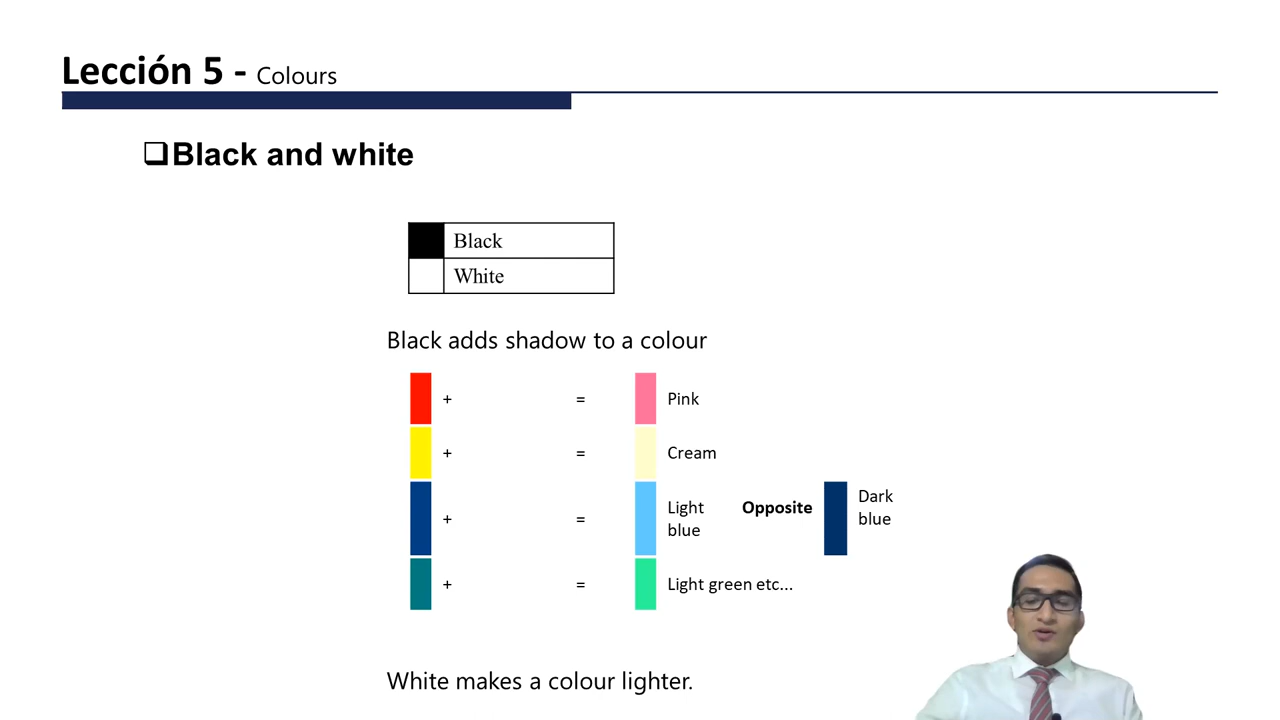 Lección 5 - Colours
Black and white
Black
White
Black adds shadow to a colour
+ = Pink
+ = Cream
+ = Light blue Opposite Dark blue
+ = Light green etc...
White makes a colour lighter.